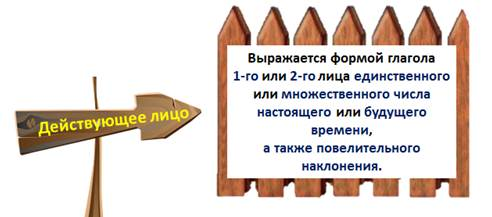 Действующее лицо
Выражается формой глагола
1-го или 2-го лица единственного
или множественного числа
настоящего или будущего
времени,
а также повелительного
наклонения.